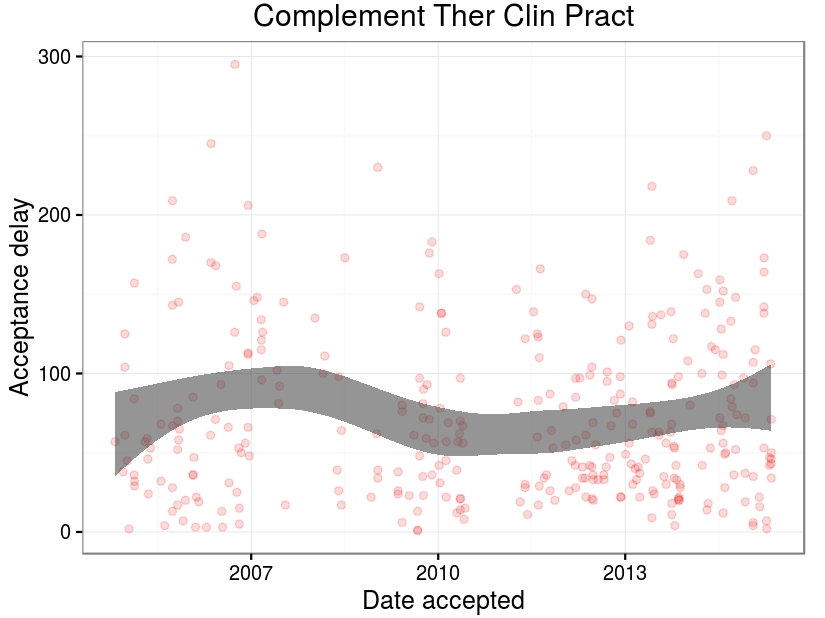 Complement Ther Clin Pract
300
200
100
0
Acceptance delay
2007 2010 2013
Date accepted